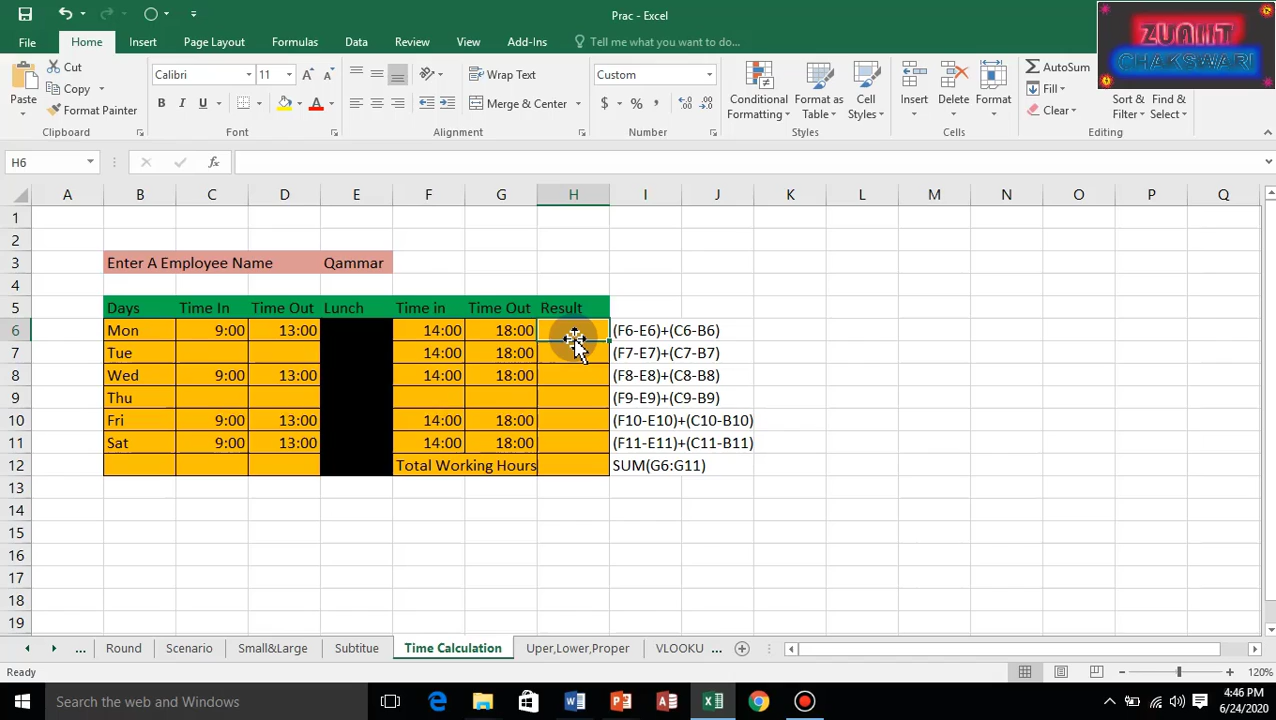 Prac - Excel
ZUNIIT
CHAKSWARI
File Home Insert Page Layout Formulas Data Review View Add-Ins Tell me what you want to do...
Paste
Cut
Copy
Format Painter
Clipboard
Calibri 11
B I U
Font
Wrap Text
Merge & Center
Alignment
Custom
$ % ,
Number
Conditional Formatting
Format as Table
Cell Styles
Styles
Insert Delete Format
Cells
AutoSum
Fill
Clear
Sort & Filter
Find & Select
Editing
H6 fx
A B C D E F G H I J K L M N O P Q
1
2
3 Enter A Employee Name Qammar
4
5 Days Time In Time Out Lunch Time in Time Out Result
6 Mon 9:00 13:00 14:00 18:00 (F6-E6)+(C6-B6)
7 Tue 14:00 18:00 (F7-E7)+(C7-B7)
8 Wed 9:00 13:00 14:00 18:00 (F8-E8)+(C8-B8)
9 Thu (F9-E9)+(C9-B9)
10 Fri 9:00 13:00 14:00 18:00 (F10-E10)+(C10-B10)
11 Sat 9:00 13:00 14:00 18:00 (F11-E11)+(C11-B11)
12 Total Working Hours SUM(G6:G11)
13
14
15
16
17
18
19
... Round Scenario Small&Large Subtitue Time Calculation Uper,Lower,Proper VLOOKU ...
Ready 120%
Search the web and Windows
4:46 PM
6/24/2020